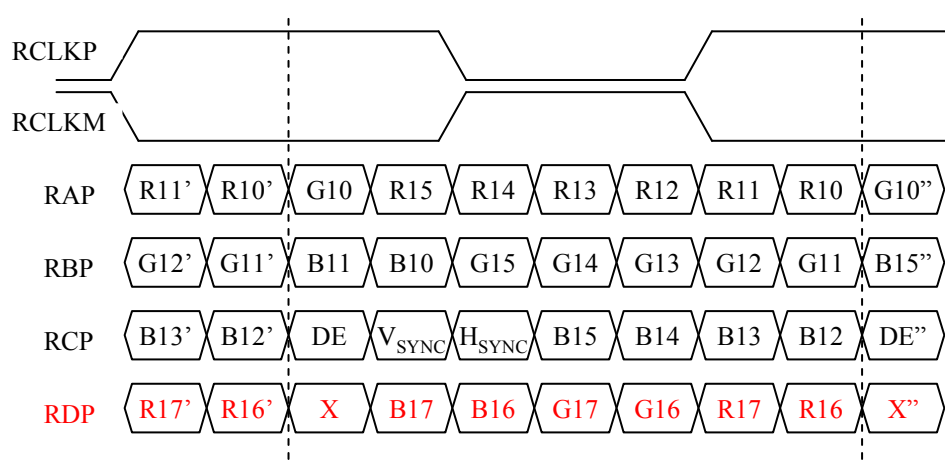 RCLKP
RCLKM
RAP R11’ R10’ G10 R15 R14 R13 R12 R11 R10 G10”
RBP G12’ G11’ B11 B10 G15 G14 G13 G12 G11 B15”
RCP B13’ B12’ DE VSYNC HSYNC B15 B14 B13 B12 DE”
RDP R17’ R16’ X B17 B16 G17 G16 R17 R16 X”